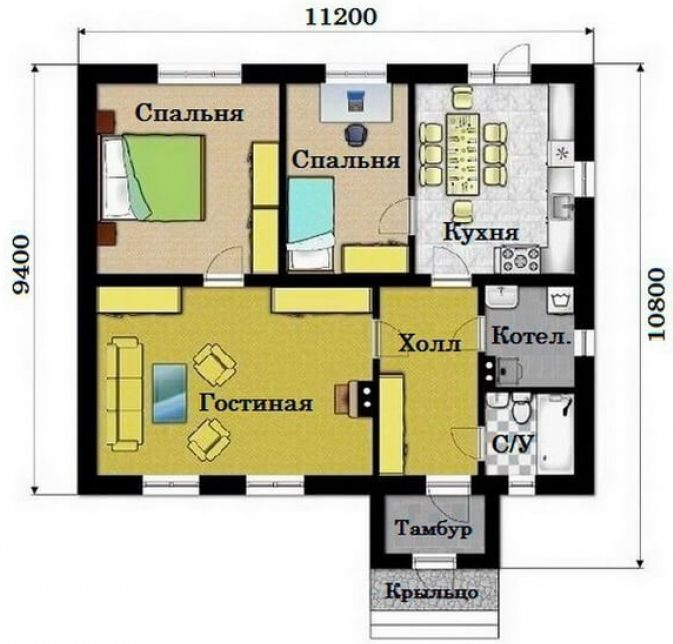 11200
Спальня
Спальня
Кухня
9400
10800
Холл
Котел.
Гостиная
С/У
Тамбур
Крыльцо